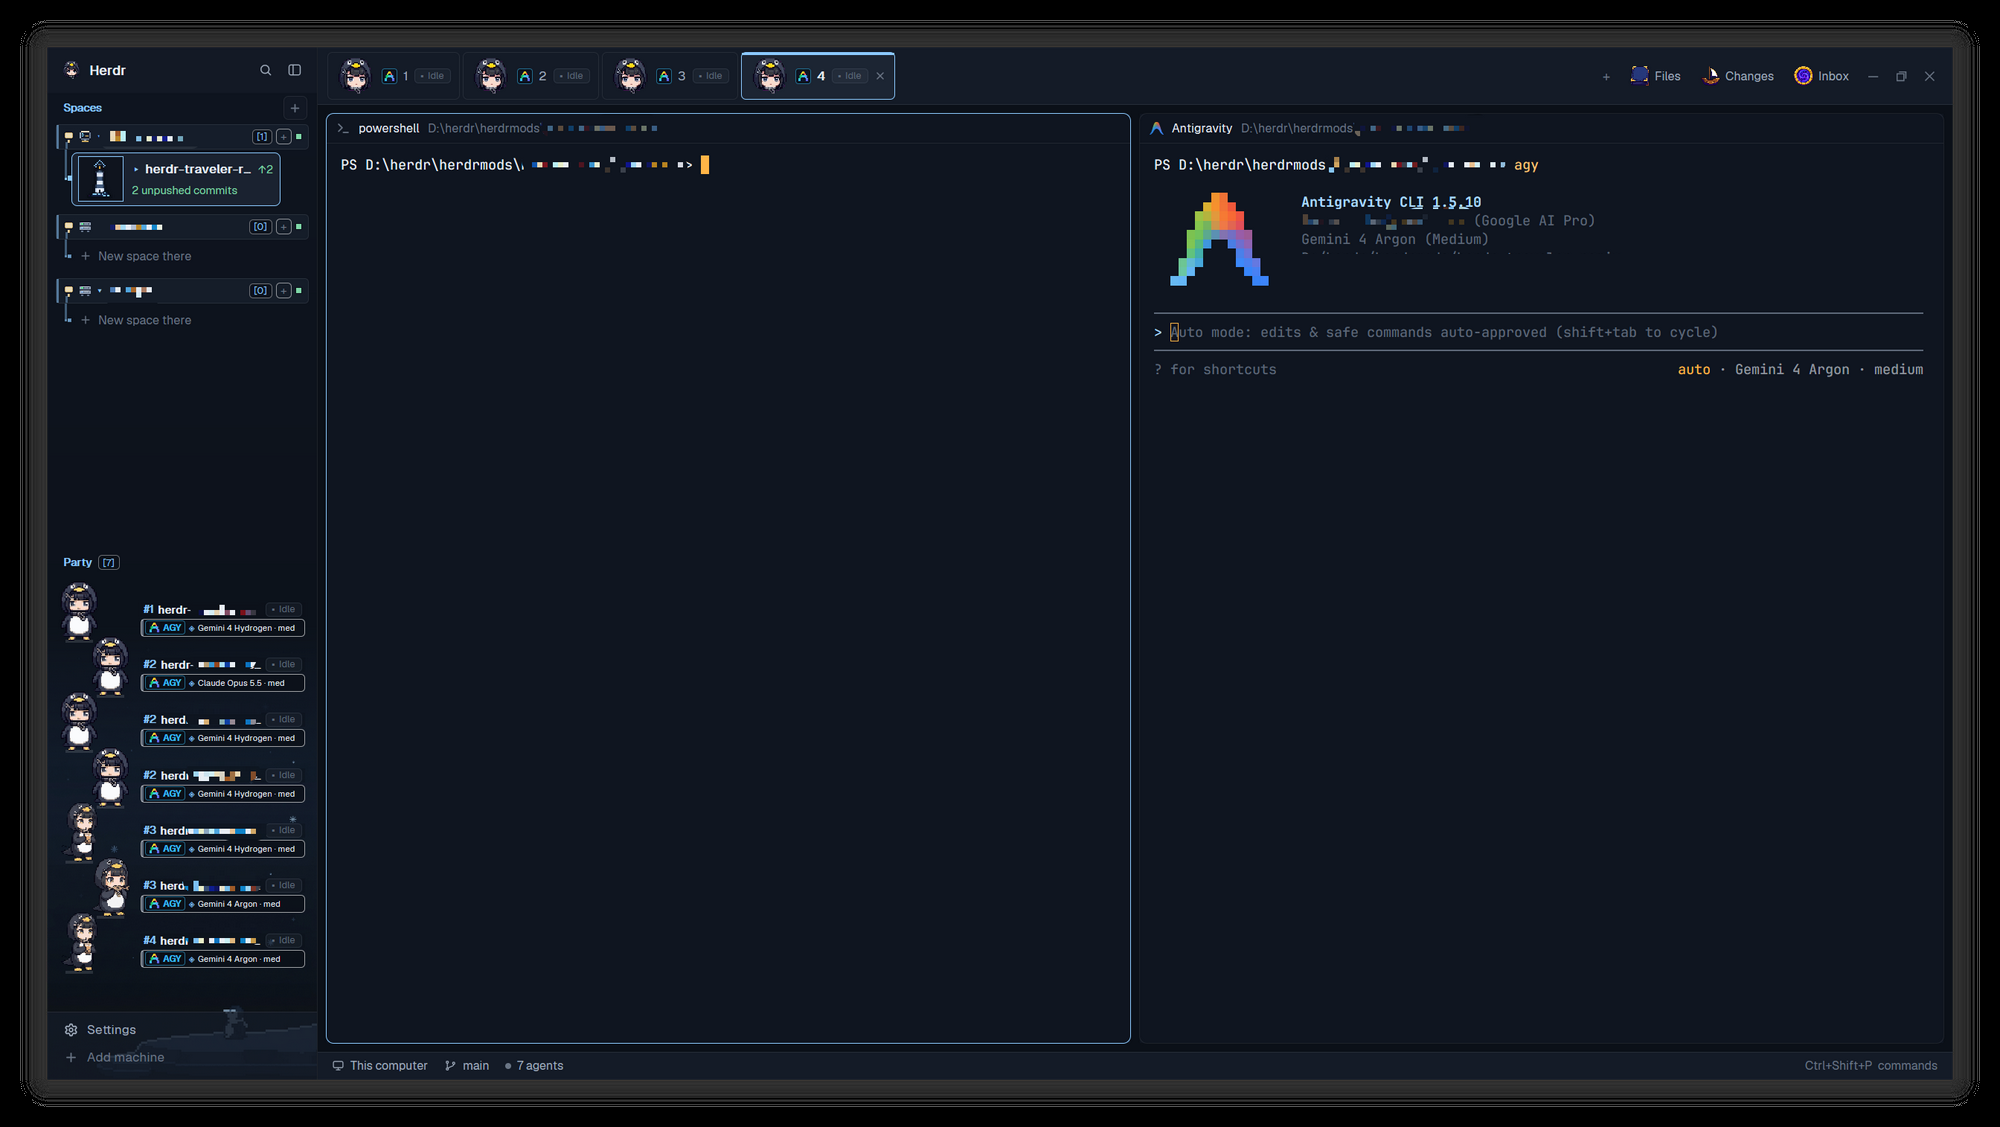 Herdr
Spaces
[1]
herdr-traveler-r… ↑2
2 unpushed commits
[0]
+ New space there
[0]
+ New space there
Party [7]
#1 herdr- • Idle
AGY Gemini 4 Hydrogen · med
#2 herdr- • Idle
AGY Claude Opus 5.5 · med
#2 herd • Idle
AGY Gemini 4 Hydrogen · med
#2 herdr • Idle
AGY Gemini 4 Hydrogen · med
#3 herdr • Idle
AGY Gemini 4 Hydrogen · med
#3 herd • Idle
AGY Gemini 4 Argon · med
#4 herdr • Idle
AGY Gemini 4 Argon · med
Settings
+ Add machine
1 • Idle
2 • Idle
3 • Idle
4 • Idle ×
+ Files Changes Inbox
powershell D:\herdr\herdrmods\
PS D:\herdr\herdrmods\ >
Antigravity D:\herdr\herdrmods
PS D:\herdr\herdrmods agy
Antigravity CLI 1.5.10
(Google AI Pro)
Gemini 4 Argon (Medium)
> Auto mode: edits & safe commands auto-approved (shift+tab to cycle)
? for shortcuts
auto · Gemini 4 Argon · medium
This computer main • 7 agents
Ctrl+Shift+P commands